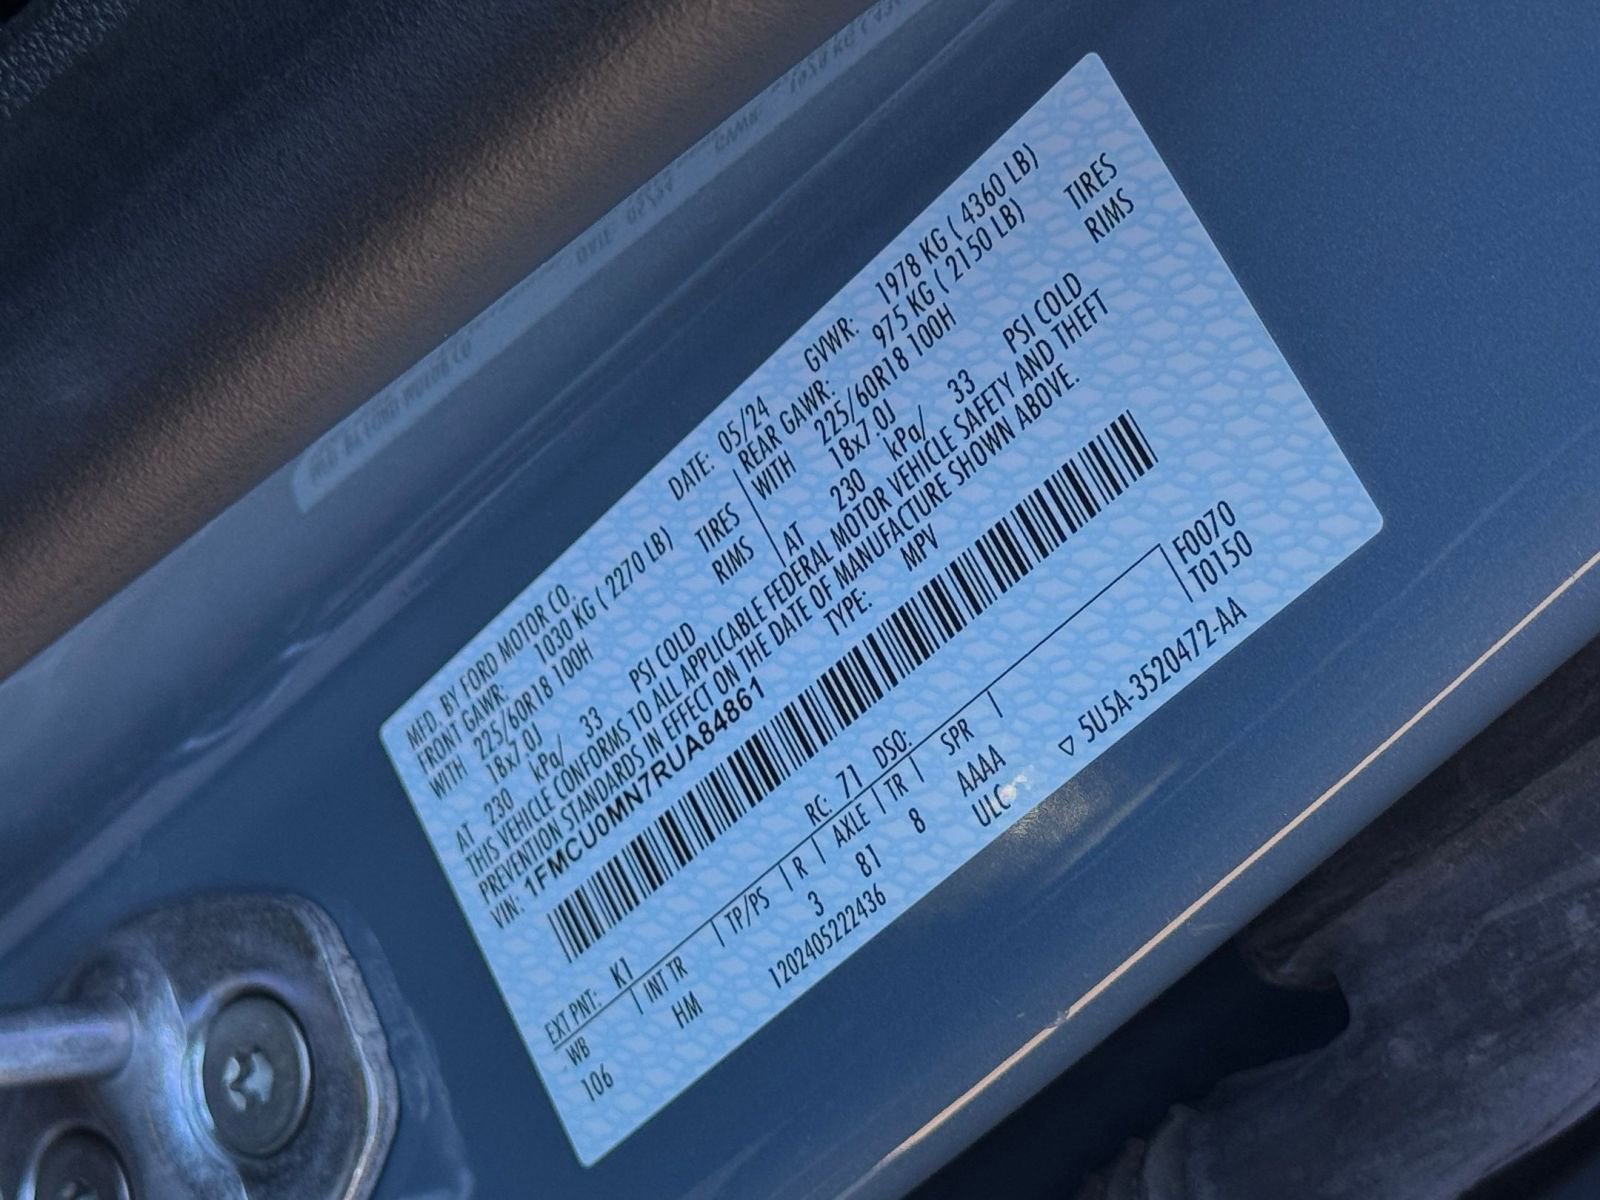 MFD. BY FORD MOTOR CO. DATE: 05/24 GVWR: 1978 KG ( 4360 LB)
FRONT GAWR: 1030 KG ( 2270 LB) REAR GAWR: 975 KG ( 2150 LB)
WITH 225/60R18 100H TIRES WITH 225/60R18 100H TIRES
18x7.0J RIMS 18x7.0J RIMS
AT 230 kPa/ 33 PSI COLD AT 230 kPa/ 33 PSI COLD
THIS VEHICLE CONFORMS TO ALL APPLICABLE FEDERAL MOTOR VEHICLE SAFETY AND THEFT
PREVENTION STANDARDS IN EFFECT ON THE DATE OF MANUFACTURE SHOWN ABOVE.
VIN: 1FMCU0MN7RUA84861 TYPE: MPV
EXT PNT: K1 RC: 71 DSO: F0070
WB INT TR TP/PS R AXLE TR SPR T0150
106 HM 3 81 8 AAAA
ULC
1202405222436 ▽ 5U5A-3520472-AA